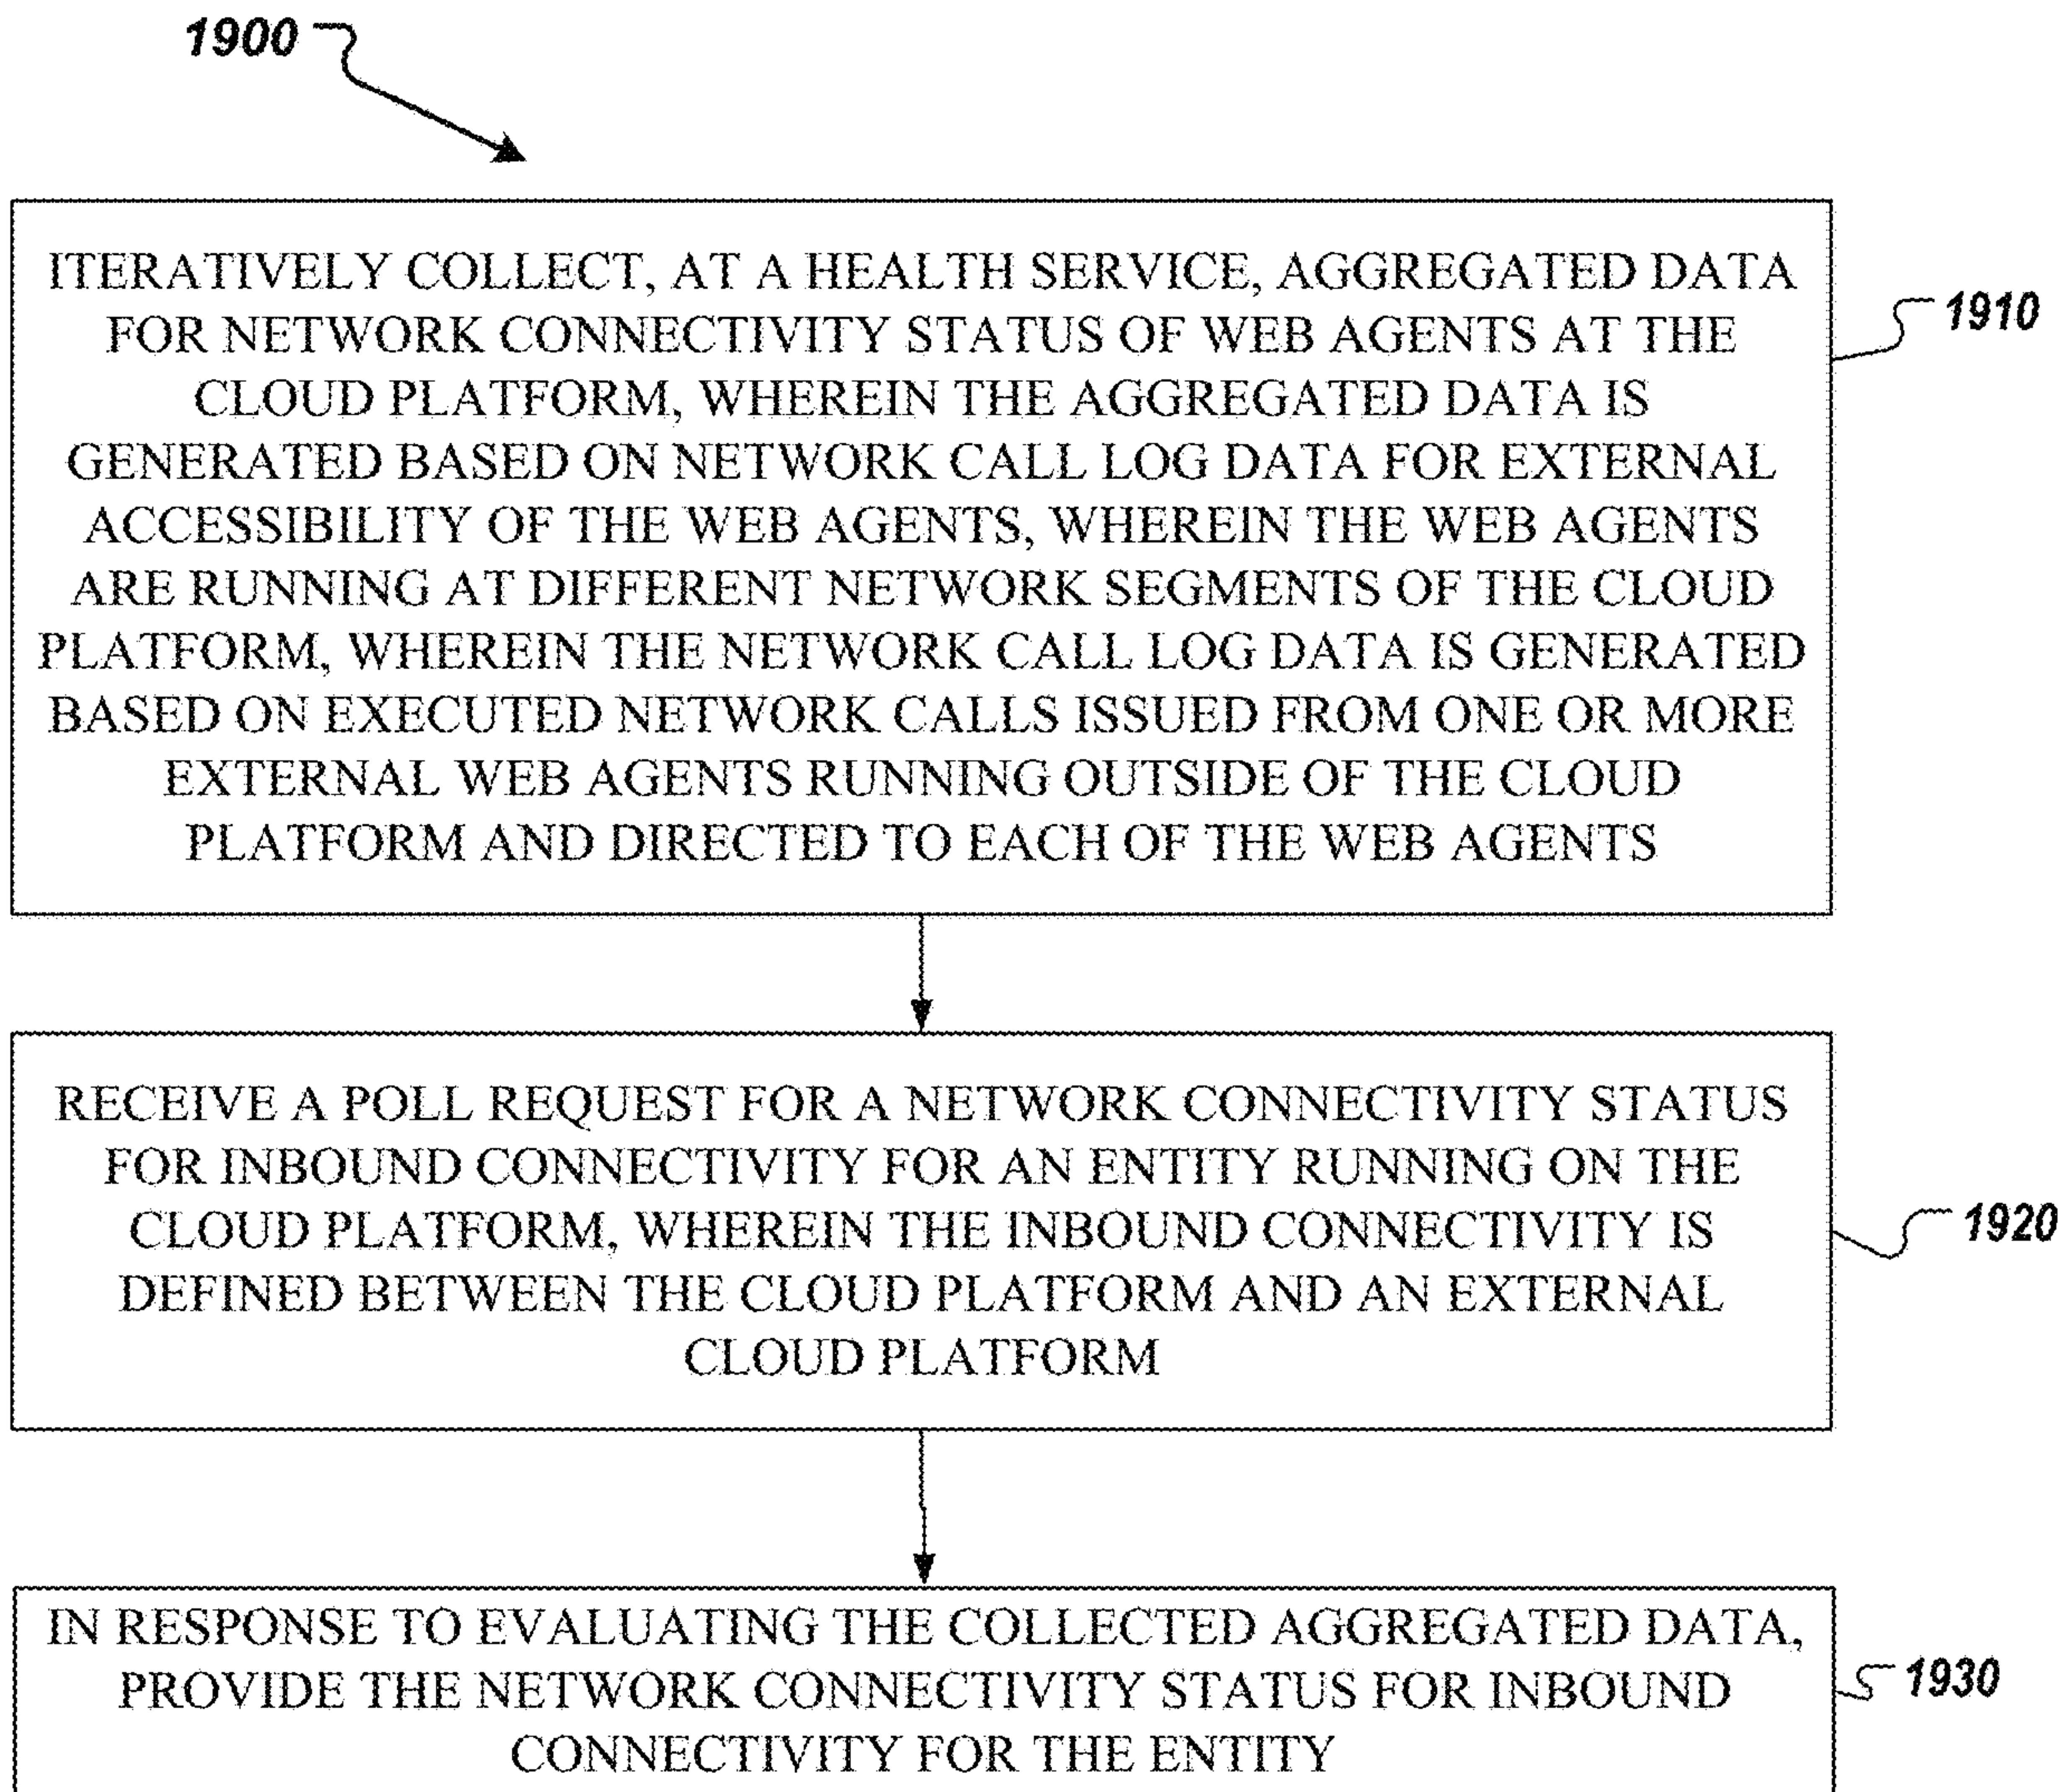 1900
ITERATIVELY COLLECT, AT A HEALTH SERVICE, AGGREGATED DATA
FOR NETWORK CONNECTIVITY STATUS OF WEB AGENTS AT THE
CLOUD PLATFORM, WHEREIN THE AGGREGATED DATA IS
GENERATED BASED ON NETWORK CALL LOG DATA FOR EXTERNAL
ACCESSIBILITY OF THE WEB AGENTS, WHEREIN THE WEB AGENTS
ARE RUNNING AT DIFFERENT NETWORK SEGMENTS OF THE CLOUD
PLATFORM, WHEREIN THE NETWORK CALL LOG DATA IS GENERATED
BASED ON EXECUTED NETWORK CALLS ISSUED FROM ONE OR MORE
EXTERNAL WEB AGENTS RUNNING OUTSIDE OF THE CLOUD
PLATFORM AND DIRECTED TO EACH OF THE WEB AGENTS
1910
RECEIVE A POLL REQUEST FOR A NETWORK CONNECTIVITY STATUS
FOR INBOUND CONNECTIVITY FOR AN ENTITY RUNNING ON THE
CLOUD PLATFORM, WHEREIN THE INBOUND CONNECTIVITY IS
DEFINED BETWEEN THE CLOUD PLATFORM AND AN EXTERNAL
CLOUD PLATFORM
1920
IN RESPONSE TO EVALUATING THE COLLECTED AGGREGATED DATA,
PROVIDE THE NETWORK CONNECTIVITY STATUS FOR INBOUND
CONNECTIVITY FOR THE ENTITY
1930